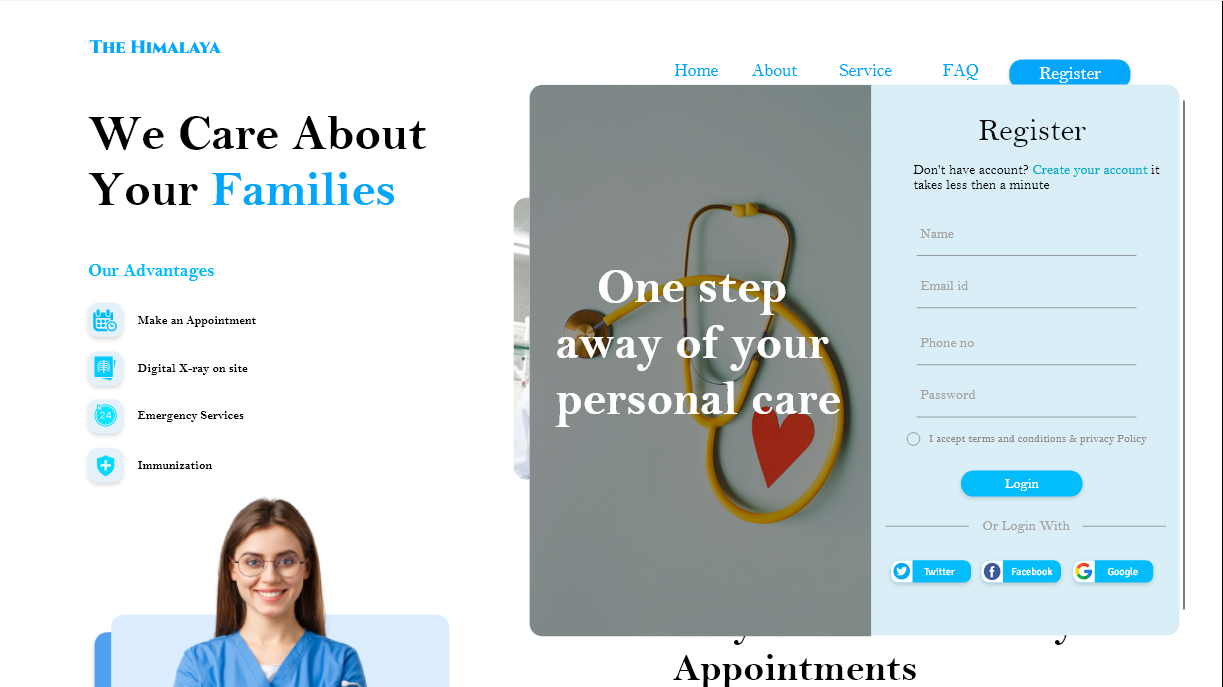 The Himalaya
Home About Service FAQ Register
We Care About
Your Families
Our Advantages
Make an Appointment
Digital X-ray on site
24
Emergency Services
Immunization
One step
away of your
personal care
Register
Don't have account? Create your account it
takes less then a minute
Name
Email id
Phone no
Password
I accept terms and conditions & privacy Policy
Login
Or Login With
Twitter Facebook Google
Appointments